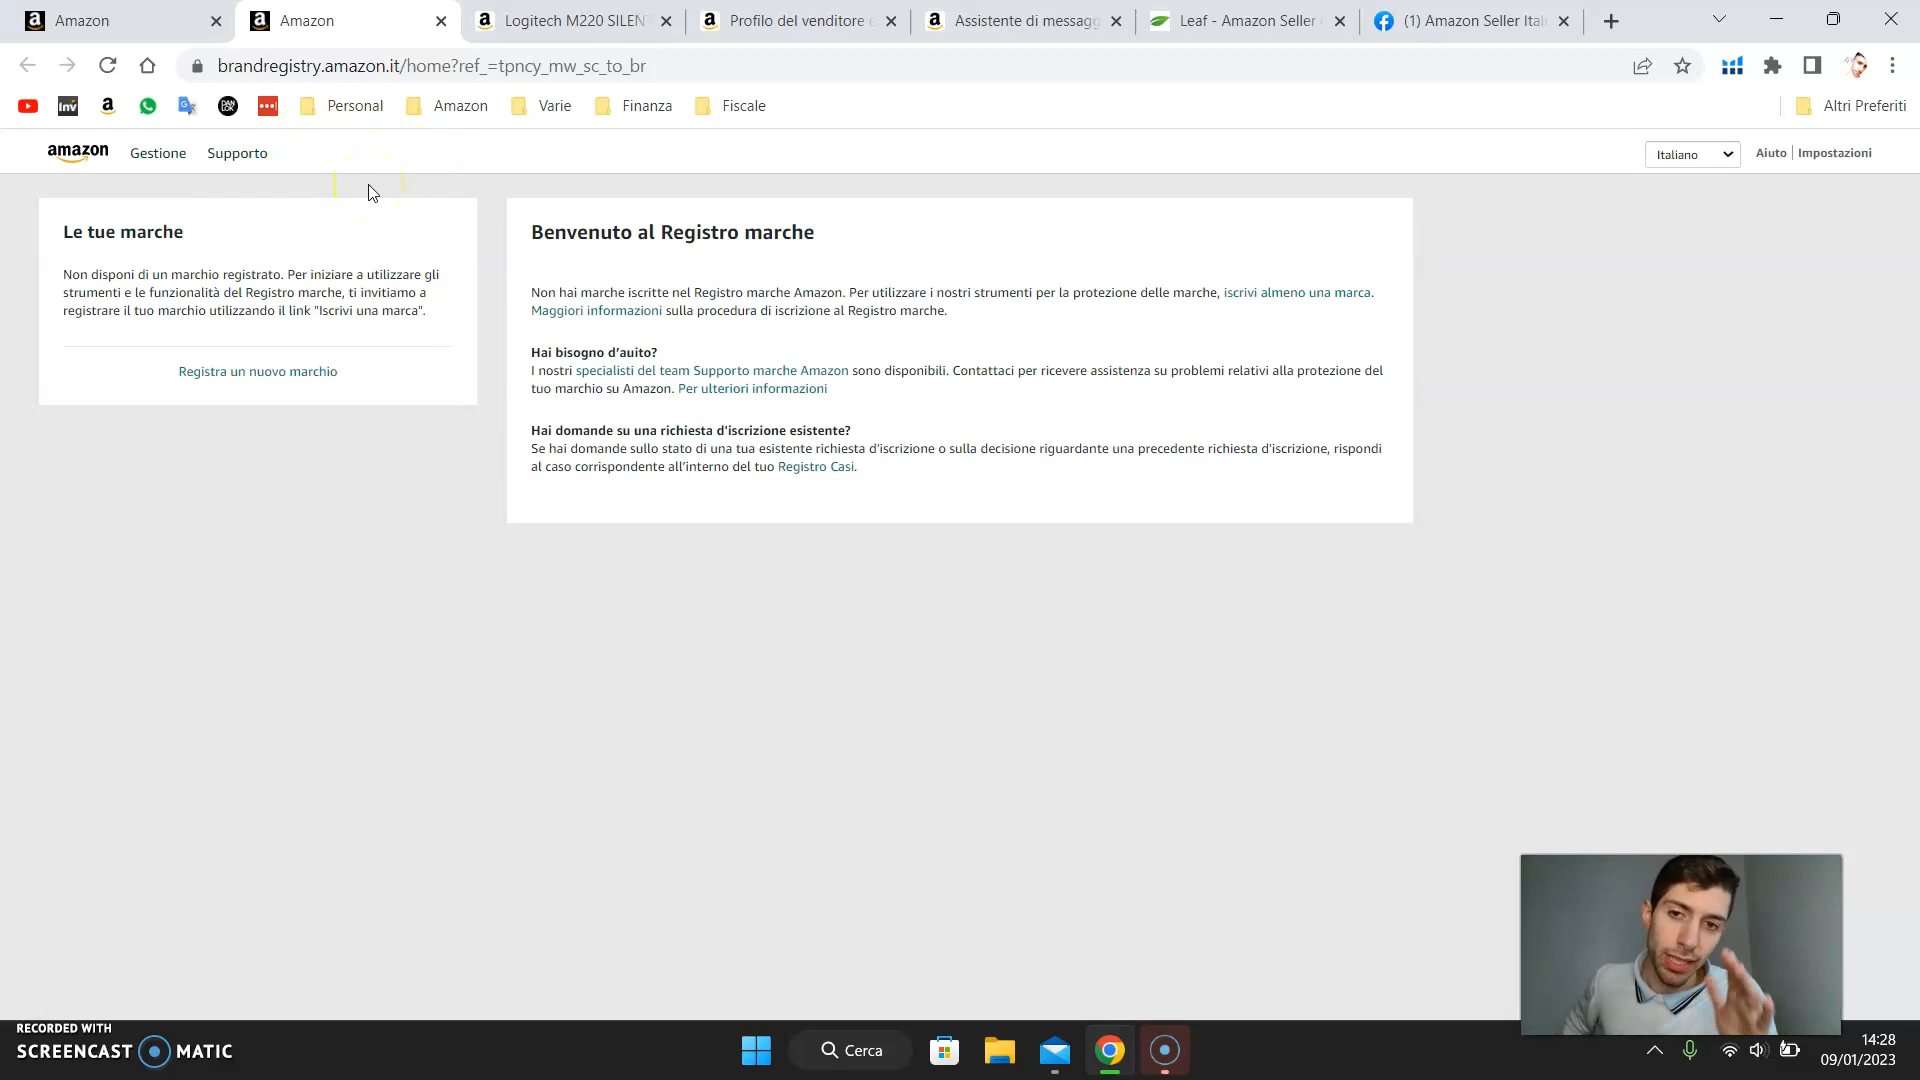 Amazon
Amazon
Logitech M220 SILEN
Profilo del venditore
Assistente di messagg
Leaf - Amazon Seller
(1) Amazon Seller Ital
brandregistry.amazon.it/home?ref_=tpncy_mw_sc_to_br
Inv
Personal
Amazon
Varie
Finanza
Fiscale
Altri Preferiti
amazon
Gestione
Supporto
Italiano
Aiuto
Impostazioni
Le tue marche
Non disponi di un marchio registrato. Per iniziare a utilizzare gli
strumenti e le funzionalità del Registro marche, ti invitiamo a
registrare il tuo marchio utilizzando il link "Iscrivi una marca".
Registra un nuovo marchio
Benvenuto al Registro marche
Non hai marche iscritte nel Registro marche Amazon. Per utilizzare i nostri strumenti per la protezione delle marche, iscrivi almeno una marca.
Maggiori informazioni sulla procedura di iscrizione al Registro marche.
Hai bisogno d'auito?
I nostri specialisti del team Supporto marche Amazon sono disponibili. Contattaci per ricevere assistenza su problemi relativi alla protezione del
tuo marchio su Amazon. Per ulteriori informazioni
Hai domande su una richiesta d'iscrizione esistente?
Se hai domande sullo stato di una tua esistente richiesta d'iscrizione o sulla decisione riguardante una precedente richiesta d'iscrizione, rispondi
al caso corrispondente all'interno del tuo Registro Casi.
RECORDED WITH
SCREENCAST MATIC
Cerca
14:28
09/01/2023